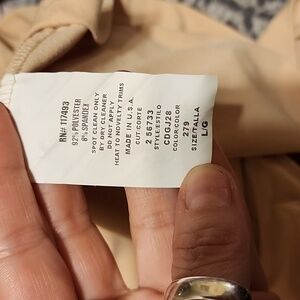 RN# 117493
92% POLYESTER
8% SPANDEX
SPOT CLEAN ONLY
BY DRY CLEANER
DO NOT APPLY
HEAT TO NOVELTY TRIMS
MADE IN U.S.A.
CUT/CORTE
2 56733
STYLE/ESTILO
CDGJ28
COLOR/COLOR
279
SIZE/TALLA
L/G